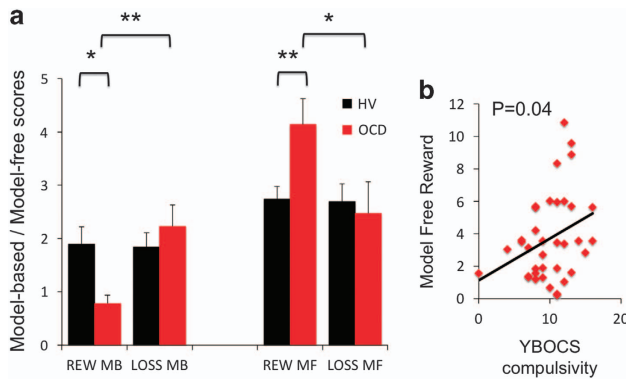 a
**
**
*
*
**
Model-based / Model-free scores
5
4
3
2
1
0
HV
OCD
REW MB
LOSS MB
REW MF
LOSS MF
b
P=0.04
Model Free Reward
12
10
8
6
4
2
0
0
10
20
YBOCS
compulsivity